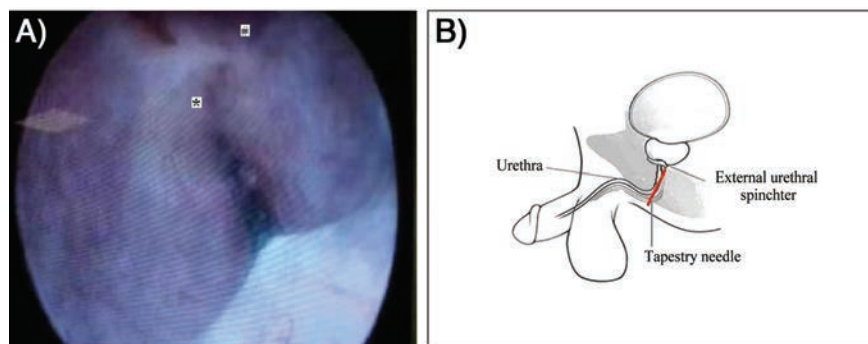 A)
#
*
B)
Urethra
External urethral
spinchter
Tapestry needle